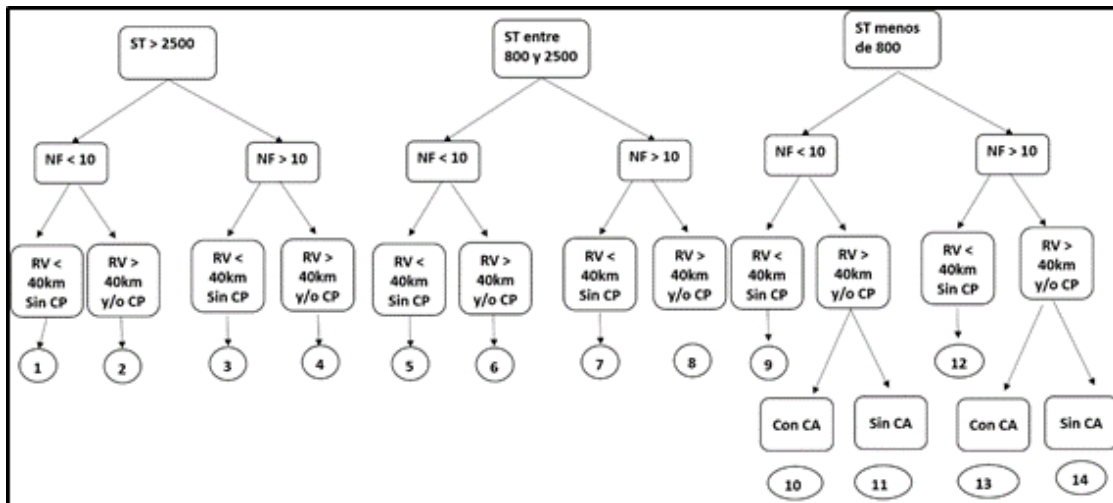 ST > 2500
ST entre
800 y 2500
ST menos
de 800
NF < 10
NF > 10
NF < 10
NF > 10
NF < 10
NF > 10
RV <
40km
Sin CP
RV >
40km
y/o CP
RV <
40km
Sin CP
RV >
40km
y/o CP
RV <
40km
Sin CP
RV >
40km
y/o CP
RV <
40km
Sin CP
RV >
40km
y/o CP
RV <
40km
Sin CP
RV >
40km
y/o CP
RV <
40km
Sin CP
RV >
40km
y/o CP
1
2
3
4
5
6
7
8
9
12
Con CA
Sin CA
Con CA
Sin CA
10
11
13
14